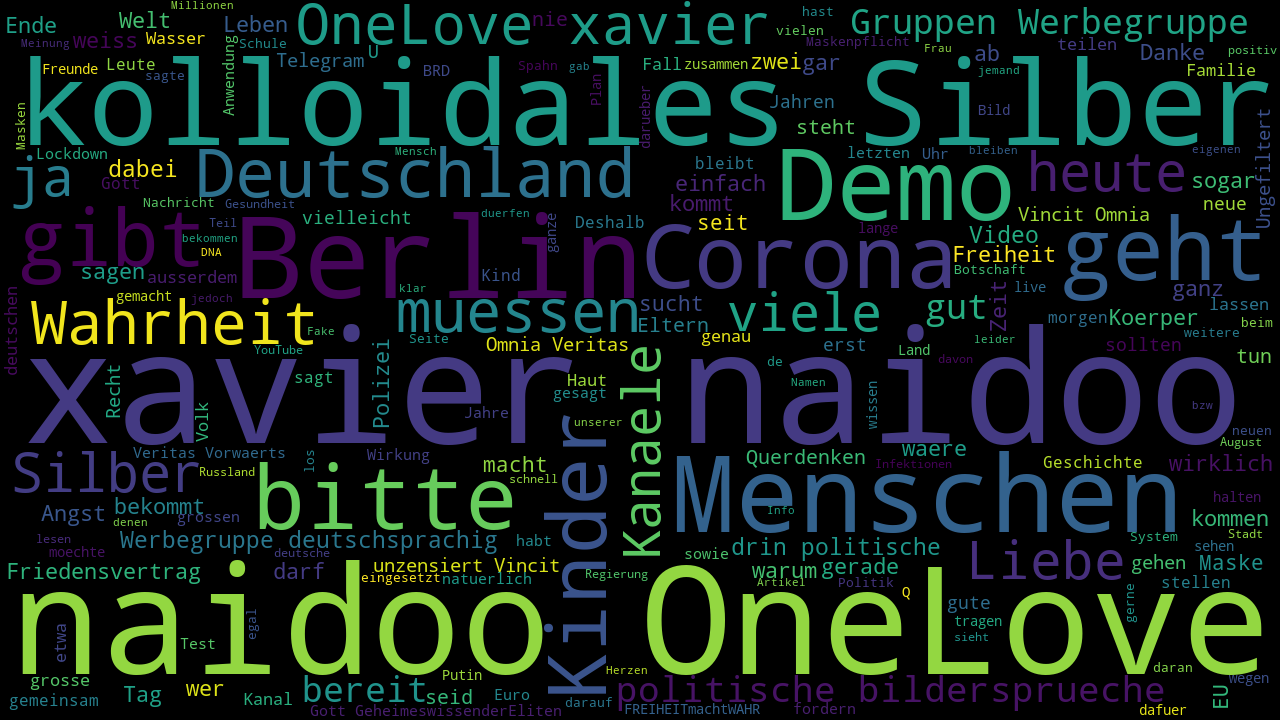 Ende
Welt
Millionen
Leben
OneLove xavier
nie
hast
vielen
Gruppen Werbegruppe
Meinung
weiss
Wasser
Schule
U
Maskenpflicht
Frau
ab
teilen
Danke
positiv
Freunde
Leute
sagte
Anwendung
Telegram
BRD
Spahn
gab
Plan
Fall
zusammen
zwei
gar
jemand
Familie
kolloidales Silber
Masken
darueber
Jahren
steht
Bild
Ungefiltert
Lockdown
Mensch
ja
dabei
Gott
Deutschland
bleibt
einfach
kommt
letzten
Uhr
bleiben
eigenen
Demo
heute
sogar
neue
Nachricht
Gesundheit
Teil
vielleicht
duerfen
ganze
Deshalb
seit
lange
Vincit Omnia
gibt
bekommen
DNA
Berlin
Corona
Video
Freiheit
Botschaft
geht
sagen
ausserdem
Kind
klar
live
ganz
deutschen
gemacht
jedoch
Wahrheit
Fake
YouTube
muessen
sucht
Eltern
viele
gut
Zeit
morgen
Koerper
lassen
weitere
beim
Seite
Omnia Veritas
genau
erst
Land
leider
sollten
xavier naidoo
sagt
Polizei
Haut
gesagt
de
Namen
davon
tun
Recht
Volk
Jahre
unserer
Kanaele
wissen
bzw
neuen
August
Veritas Vorwaerts
los
Wirkung
waere
Silber
Russland
bitte
macht
schnell
Kinder
Querdenken
Infektionen
Geschichte
wirklich
Menschen
Angst
bekommt
denen
grossen
Info
halten
kommen
Stadt
lesen
moechte
Werbegruppe deutschsprachig
deutsche
habt
sowie
drin politische
System
sehen
Friedensvertrag
darf
unzensiert Vincit
eingesetzt
natuerlich
Regierung
warum
gerade
Artikel
Politik
Liebe
gehen
Maske
stellen
Q
naidoo OneLove
etwa
Test
egal
gute
tragen
sieht
gerne
grosse
Putin
Herzen
daran
gemeinsam
Tag
wer
Kanal
bereit
seid
Euro
darauf
politische bildersprueche
wegen
EU
Gott GeheimeswissenderEliten
FREIHEITmachtWAHR
fordern
dafuer